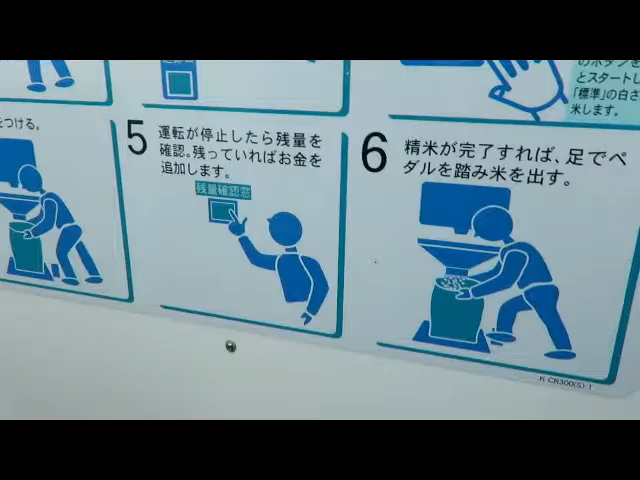 のボタンを
とスタートし
「標準」の白さ
米します。
をつける。
5
運転が停止したら残量を
確認。残っていればお金を
追加します。
残量確認窓
6
精米が完了すれば、足でペ
ダルを踏み米を出す。
K CR300(S)-1